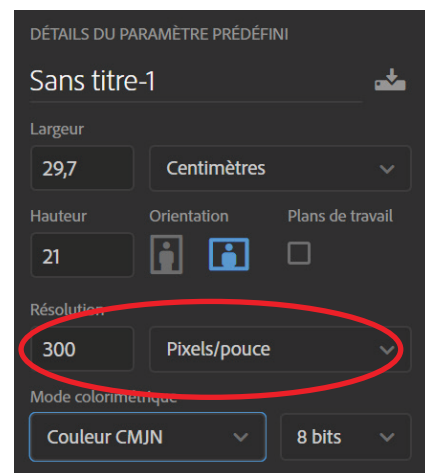 DÉTAILS DU PARAMÈTRE PRÉDÉFINI
Sans titre-1
Largeur
29,7 Centimètres
Hauteur Orientation Plans de travail
21
Résolution
300 Pixels/pouce
Mode colorimétrique
Couleur CMJN 8 bits